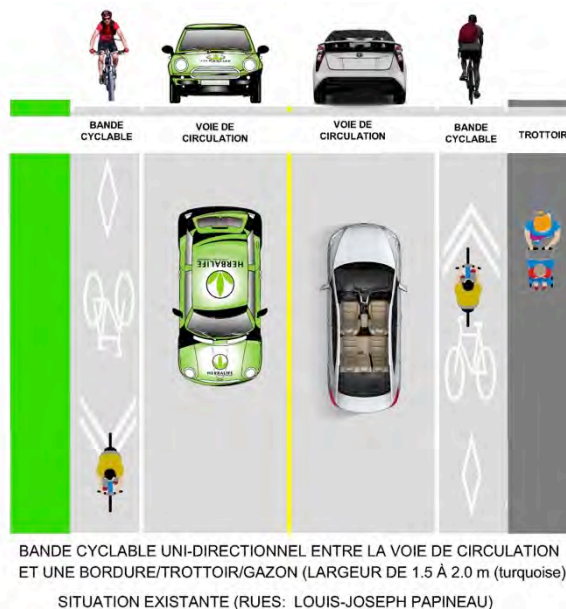 BANDE CYCLABLE
VOIE DE CIRCULATION
VOIE DE CIRCULATION
BANDE CYCLABLE
TROTTOIR
HERBALIFE
BANDE CYCLABLE UNI-DIRECTIONNEL ENTRE LA VOIE DE CIRCULATION
ET UNE BORDURE/TROTTOIR/GAZON (LARGEUR DE 1.5 À 2.0 m (turquoise)
SITUATION EXISTANTE (RUES: LOUIS-JOSEPH PAPINEAU)